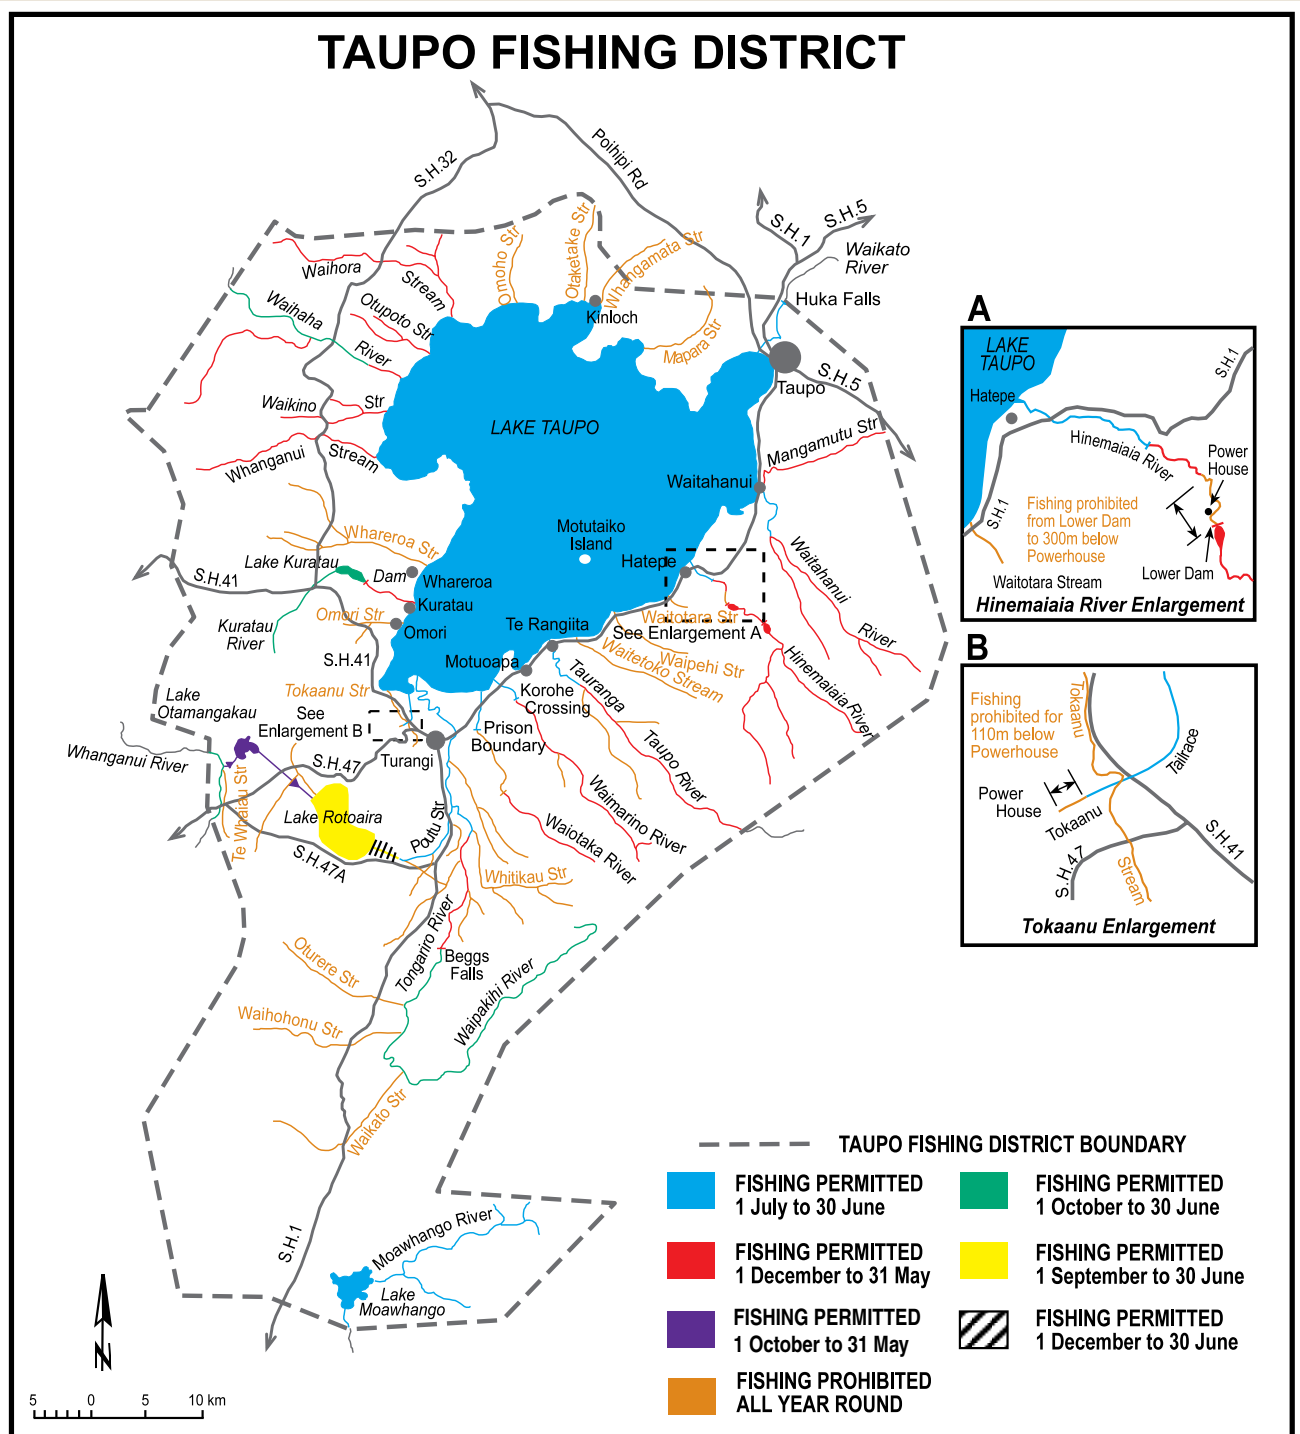 TAUPO FISHING DISTRICT
S.H.32
Poihipi Rd
S.H.1
S.H.5
Waikato
River
Huka Falls
Waihora
Stream
Omoho Str
Otaketake Str
Whangamata Str
Kinloch
Mapara Str
Waihaha
River
Otupoto Str
Taupo
S.H.5
Waikino
Str
Whanganui
Stream
LAKE TAUPO
Mangamutu Str
Waitahanui
Motutaiko
Island
Hatepe
Waitahanui
River
Whareroa Str
Lake Kuratau
Dam
Whareroa
S.H.41
Kuratau
Omori Str
Omori
Kuratau
River
S.H.41
Te Rangiita
Waitotara Str
See Enlargement A
Waipehi Str
Waitetoko Stream
Hinemaiaia River
Motuoapa
Tauranga
Taupo River
Korohe
Crossing
Tokaanu Str
Lake
Otamangakau
See
Enlargement B
Prison
Boundary
Turangi
Whanganui River
S.H.47
Te Whaiau Str
Lake Rotoaira
Poutu Str
S.H.47A
Waimarino River
Waiotaka River
Whitikau Str
Tongariro River
Beggs
Falls
Oturere Str
Waipakihi River
Waihohonu Str
Waikato Str
S.H.1
Moawhango River
Lake
Moawhango
N
5 0 5 10 km
A
LAKE
TAUPO
Hatepe
S.H.1
Hinemaiaia River
Power
House
Fishing prohibited
from Lower Dam
to 300m below
Powerhouse
S.H.1
Waitotara Stream
Lower Dam
Hinemaiaia River Enlargement
B
Fishing
prohibited for
110m below
Powerhouse
Tokaanu
Tailrace
Power
House
Tokaanu
S.H.47
Stream
S.H.41
Tokaanu Enlargement
TAUPO FISHING DISTRICT BOUNDARY
FISHING PERMITTED
1 July to 30 June
FISHING PERMITTED
1 October to 30 June
FISHING PERMITTED
1 December to 31 May
FISHING PERMITTED
1 September to 30 June
FISHING PERMITTED
1 October to 31 May
FISHING PERMITTED
1 December to 30 June
FISHING PROHIBITED
ALL YEAR ROUND